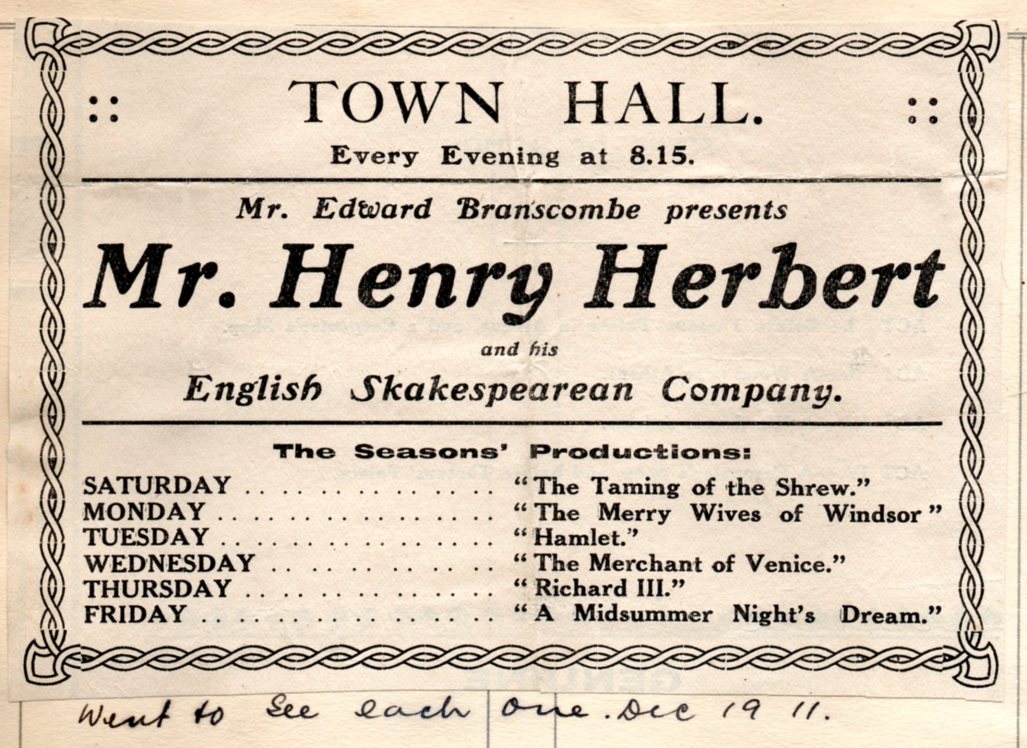 TOWN HALL.
Every Evening at 8.15.
Mr. Edward Branscombe presents
Mr. Henry Herbert
and his
English Skakespearean Company.
The Seasons' Productions:
SATURDAY . . . . . . . . . . . . . . . . . "The Taming of the Shrew."
MONDAY . . . . . . . . . . . . . . . . . . . "The Merry Wives of Windsor"
TUESDAY . . . . . . . . . . . . . . . . . . . "Hamlet."
WEDNESDAY . . . . . . . . . . . . . . . "The Merchant of Venice."
THURSDAY . . . . . . . . . . . . . . . . . "Richard III."
FRIDAY . . . . . . . . . . . . . . . . . . . . "A Midsummer Night's Dream."
Went to see each one. Dec 19 11.